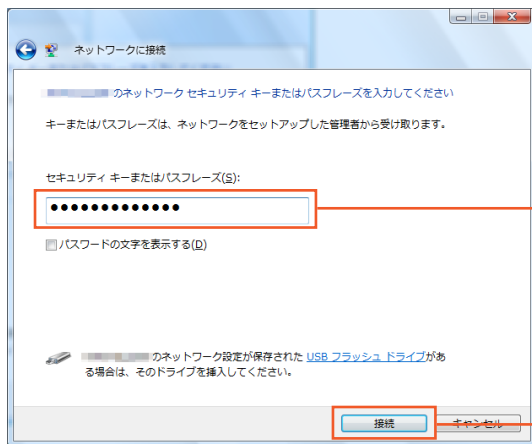 ネットワークに接続
のネットワーク セキュリティ キーまたはパスフレーズを入力してください
キーまたはパスフレーズは、ネットワークをセットアップした管理者から受け取ります。
セキュリティ キーまたはパスフレーズ(S):
●●●●●●●●●●●●●
パスワードの文字を表示する(D)
のネットワーク設定が保存された USB フラッシュ ドライブがあ
る場合は、そのドライブを挿入してください。
接続 キャンセル